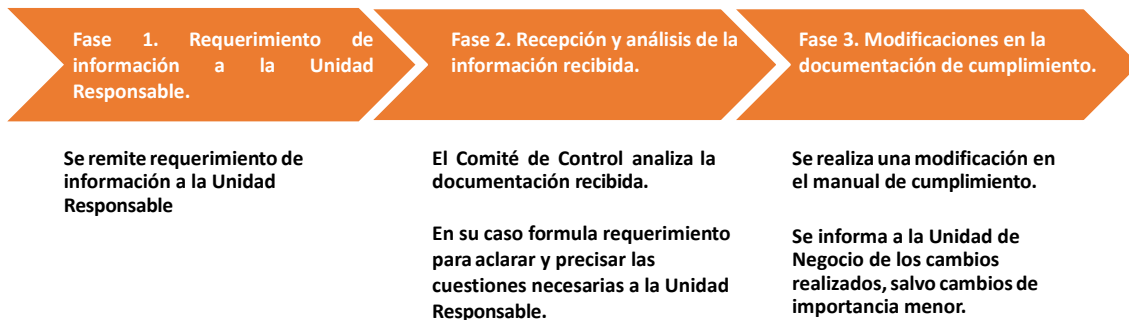 Fase 1. Requerimiento de
información a la Unidad
Responsable.
Fase 2. Recepción y análisis de la
información recibida.
Fase 3. Modificaciones en la
documentación de cumplimiento.
Se remite requerimiento de
información a la Unidad
Responsable
El Comité de Control analiza la
documentación recibida.
En su caso formula requerimiento
para aclarar y precisar las
cuestiones necesarias a la Unidad
Responsable.
Se realiza una modificación en
el manual de cumplimiento.
Se informa a la Unidad de
Negocio de los cambios
realizados, salvo cambios de
importancia menor.